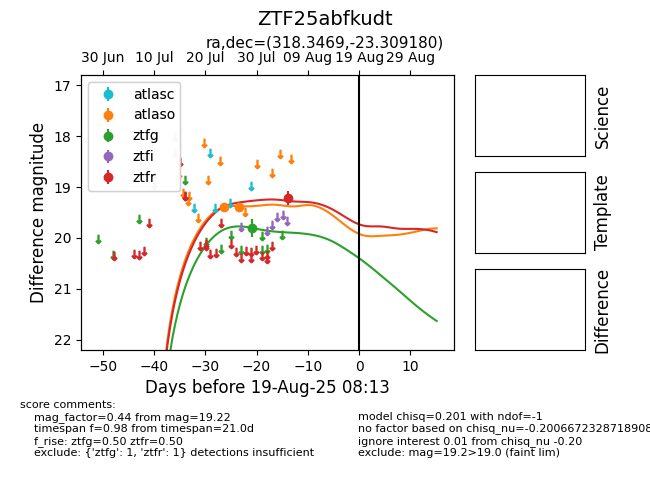 ZTF25abfkudt
ra,dec=(318.3469,-23.309180)
30 Jun 10 Jul 20 Jul 30 Jul 09 Aug 19 Aug 29 Aug
17
18
19
20
21
22
Difference magnitude
atlasc
atlaso
ztfg
ztfi
ztfr
Science
Template
Difference
−50 −40 −30 −20 −10 0 10
Days before 19-Aug-25 08:13
score comments:
mag_factor=0.44 from mag=19.22
timespan f=0.98 from timespan=21.0d
f_rise: ztfg=0.50 ztfr=0.50
exclude: {'ztfg': 1, 'ztfr': 1} detections insufficient
model chisq=0.201 with ndof=-1
no factor based on chisq_nu=-0.2006672328718908
ignore interest 0.01 from chisq_nu -0.20
exclude: mag=19.2>19.0 (faint lim)